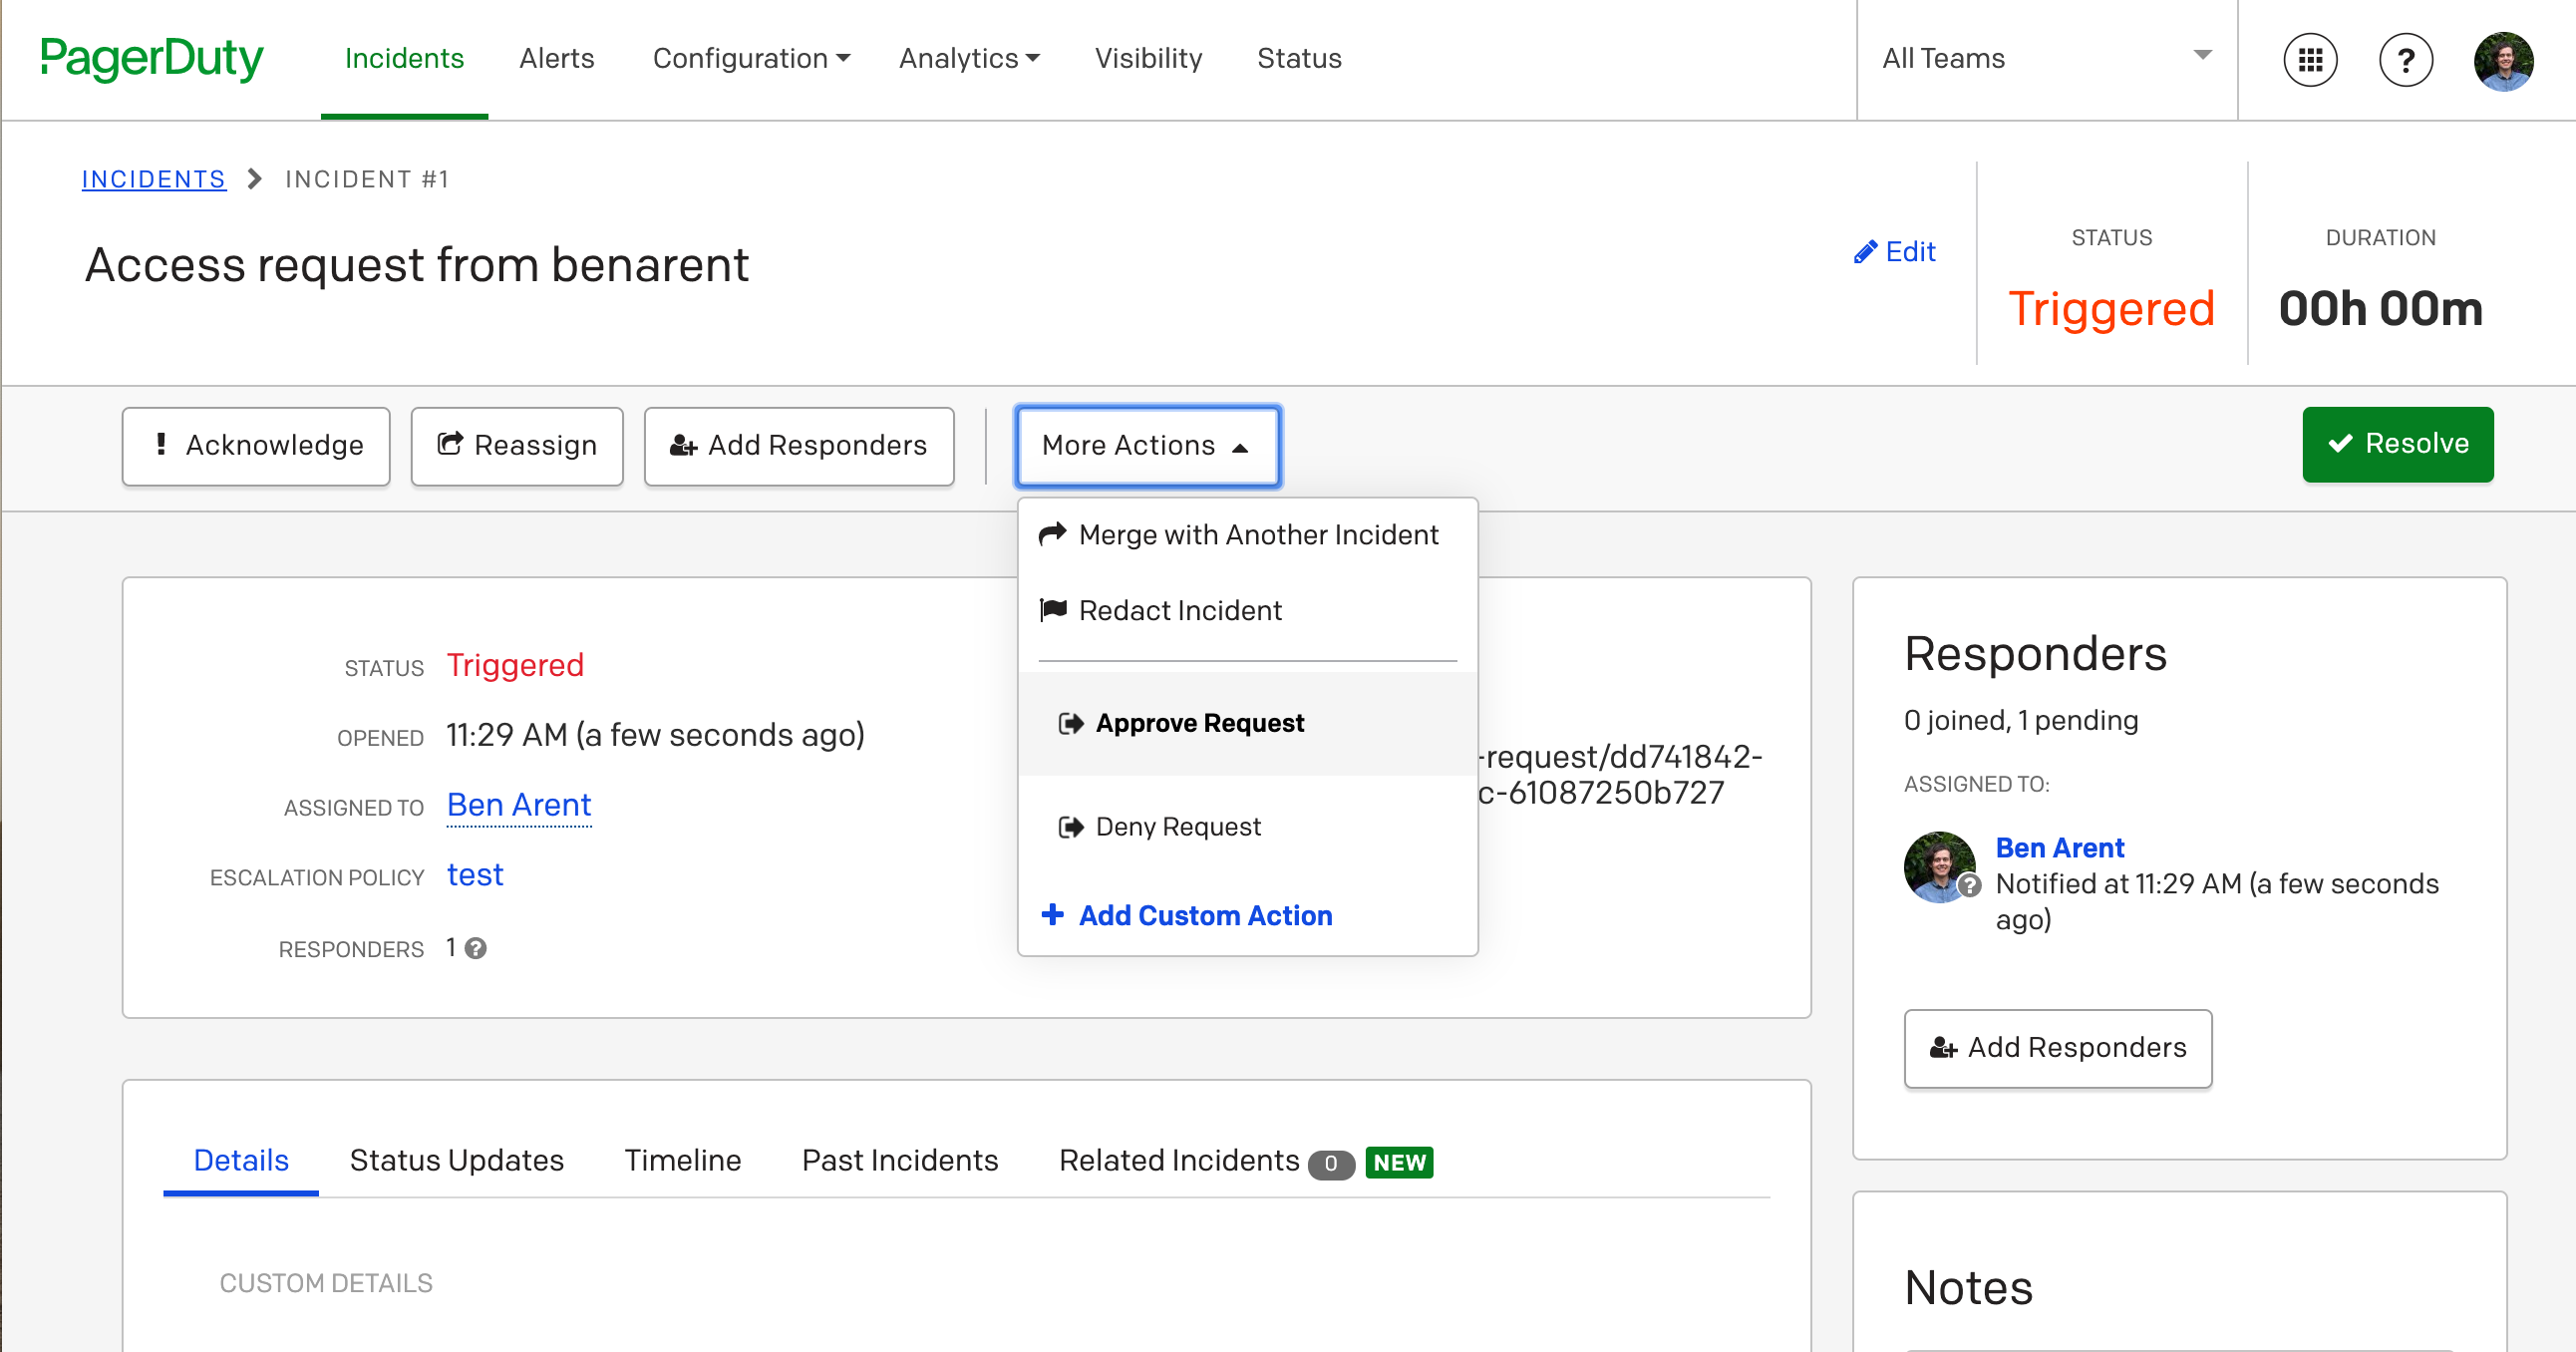 PagerDuty Incidents Alerts Configuration Analytics Visibility Status All Teams ?
INCIDENTS INCIDENT #1
Access request from benarent
Edit
STATUS
Triggered
DURATION
00h 00m
! Acknowledge Reassign Add Responders More Actions Resolve
Merge with Another Incident
Redact Incident
Approve Request
Deny Request
Add Custom Action
STATUS Triggered
OPENED 11:29 AM (a few seconds ago)
ASSIGNED TO Ben Arent
ESCALATION POLICY test
RESPONDERS 1 ?
-request/dd741842-
c-61087250b727
Responders
0 joined, 1 pending
ASSIGNED TO:
Ben Arent
?
Notified at 11:29 AM (a few seconds
ago)
Add Responders
Details Status Updates Timeline Past Incidents Related Incidents 0 NEW
CUSTOM DETAILS
Notes